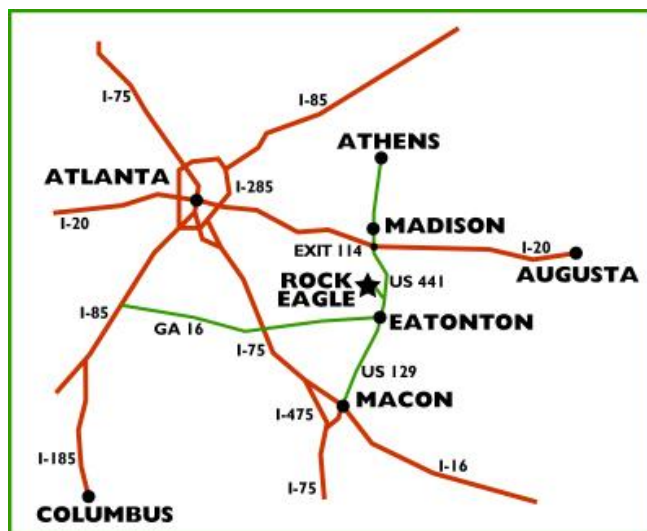 I-75
I-85
ATHENS
ATLANTA
I-285
I-20
MADISON
EXIT 114
I-20
AUGUSTA
ROCK
EAGLE
US 441
I-85
GA 16
EATONTON
I-75
US 129
I-475
MACON
I-185
I-16
I-75
COLUMBUS